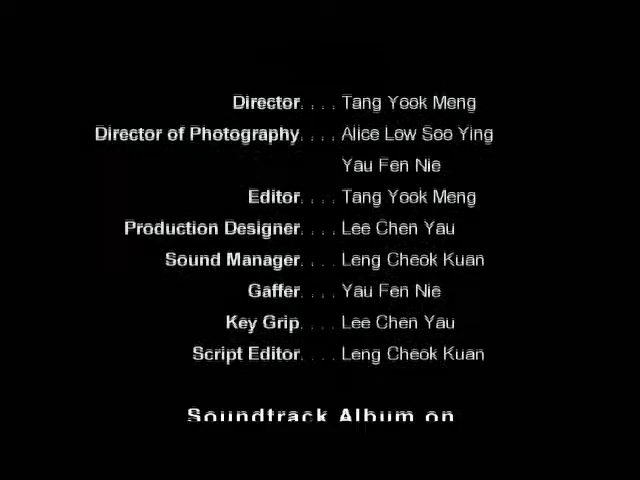 Director. . . . Tang Yook Meng
Director of Photography. . . . Alice Low Soo Ying
Yau Fen Nie
Editor. . . . Tang Yook Meng
Production Designer. . . . Lee Chen Yau
Sound Manager. . . . Leng Cheok Kuan
Gaffer. . . . Yau Fen Nie
Key Grip. . . . Lee Chen Yau
Script Editor. . . . Leng Cheok Kuan
Soundtrack Album on